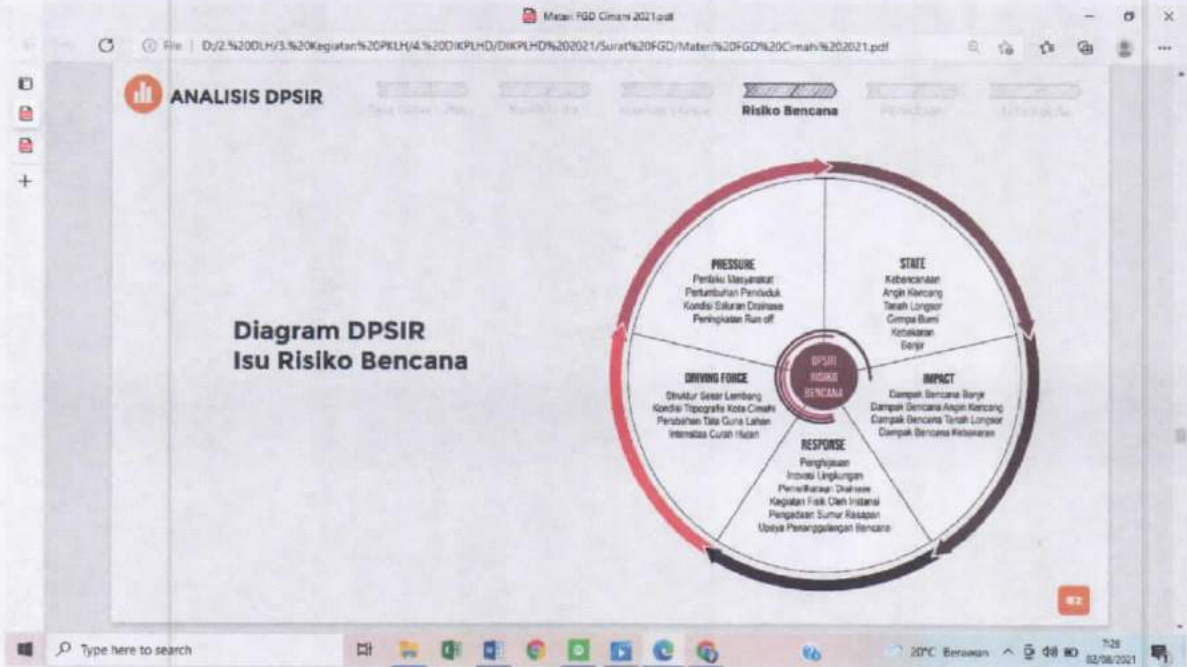 Materi FGD Cimahi 2021.pdf
File | D:/2.%20DLH/3.%20Kegiatan%20PKLH/4.%20DIKPLHD/DIKPLHD%202021/Surat%20FGD/Materi%20FGD%20Cimahi%202021.pdf
ANALISIS DPSIR
Risiko Bencana
Diagram DPSIR
Isu Risiko Bencana
PRESSURE
Perilaku Masyarakat
Pertumbuhan Penduduk
Kondisi Saluran Drainase
Peningkatan Run off
STATE
Kebencanaan
Angin Kencang
Tanah Longsor
Gempa Bumi
Kebakaran
Banjir
DPSIR
RISIKO
BENCANA
DRIVING FORCE
Struktur Sesar Lembang
Kondisi Topografis Kota Cimahi
Perubahan Tata Guna Lahan
Intensitas Curah Hujan
IMPACT
Dampak Bencana Banjir
Dampak Bencana Angin Kencang
Dampak Bencana Tanah Longsor
Dampak Bencana Kebakaran
RESPONSE
Penghijauan
Inovasi Lingkungan
Pemeliharaan Drainase
Kegiatan Fisik Oleh Instansi
Pengadaan Sumur Resapan
Upaya Penanggulangan Bencana
62
Type here to search
20°C Berawan
7:28
02/08/2021